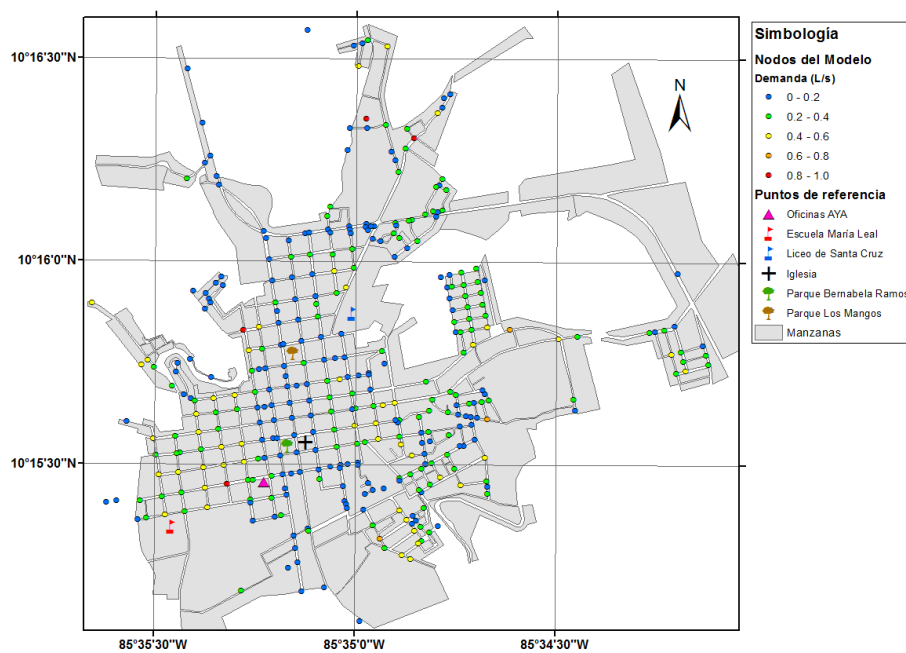 10°16'30"N
10°16'0"N
10°15'30"N
85°35'30"W
85°35'0"W
85°34'30"W
N
Simbología
Nodos del Modelo
Demanda (L/s)
0 - 0.2
0.2 - 0.4
0.4 - 0.6
0.6 - 0.8
0.8 - 1.0
Puntos de referencia
Oficinas AYA
Escuela María Leal
Liceo de Santa Cruz
Iglesia
Parque Bernabela Ramos
Parque Los Mangos
Manzanas